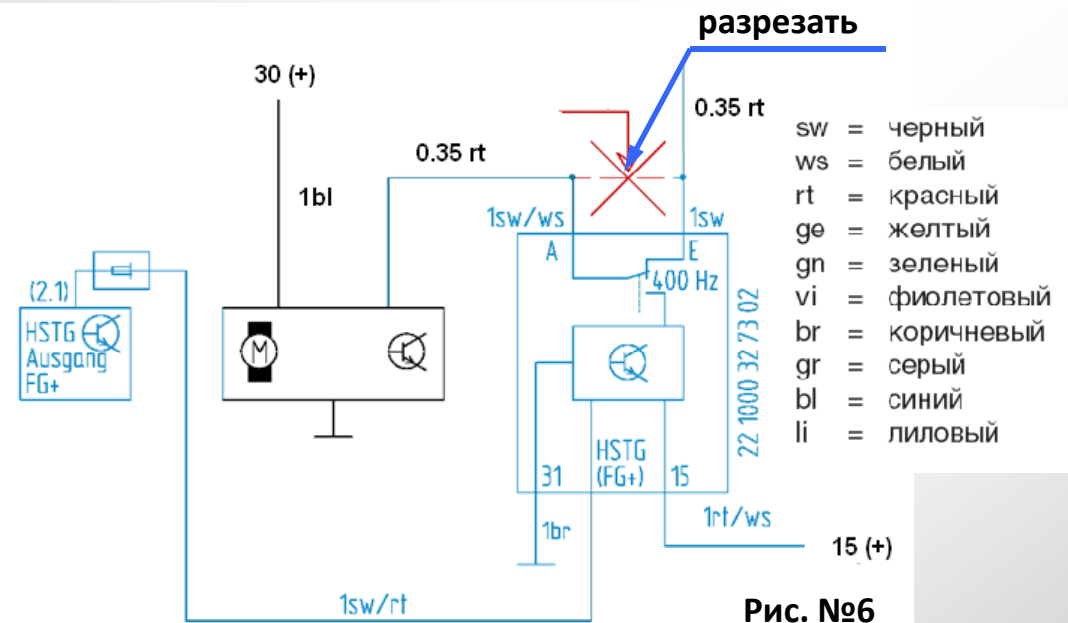 разрезать
30 (+)
0.35 rt
0.35 rt
1bl
1sw/ws
1sw
A
E
400 Hz
(2.1)
HSTG
Ausgang
FG+
M
22 1000 32 73 02
HSTG
(FG+)
31
15
1br
1rt/ws
15 (+)
1sw/rt
sw = черный
ws = белый
rt = красный
ge = желтый
gn = зеленый
vi = фиолетовый
br = коричневый
gr = серый
bl = синий
li = лиловый
Рис. №6